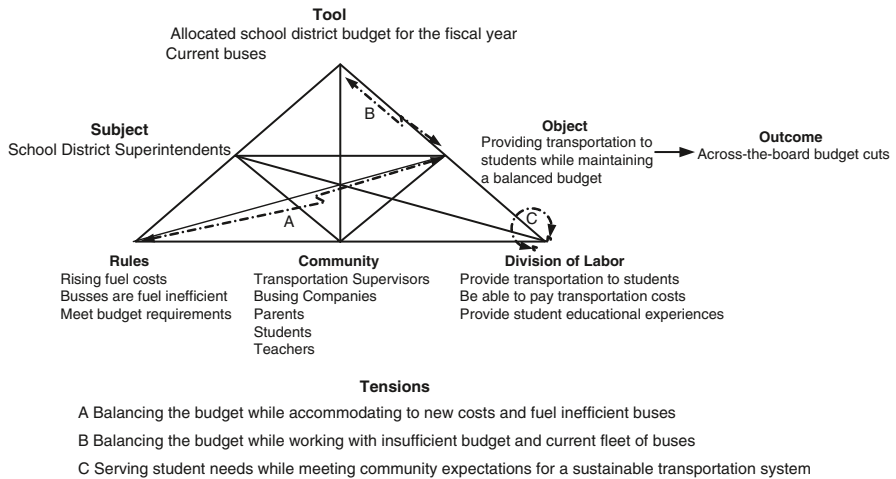 Tool
Allocated school district budget for the fiscal year
Current buses
B
Subject
School District Superintendents
Object
Providing transportation to
students while maintaining
a balanced budget
Outcome
Across-the-board budget cuts
A
C
Rules
Rising fuel costs
Busses are fuel inefficient
Meet budget requirements
Community
Transportation Supervisors
Busing Companies
Parents
Students
Teachers
Division of Labor
Provide transportation to students
Be able to pay transportation costs
Provide student educational experiences
Tensions
A Balancing the budget while accommodating to new costs and fuel inefficient buses
B Balancing the budget while working with insufficient budget and current fleet of buses
C Serving student needs while meeting community expectations for a sustainable transportation system